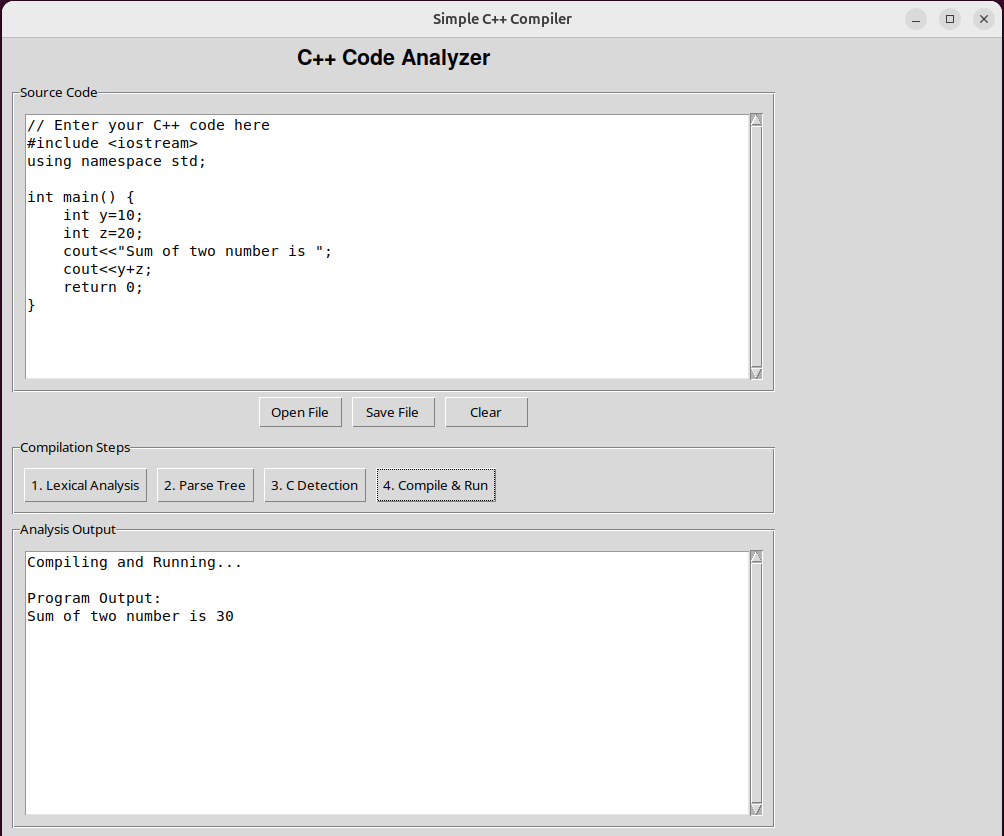 Simple C++ Compiler
C++ Code Analyzer
Source Code
// Enter your C++ code here
#include <iostream>
using namespace std;
int main() {
    int y=10;
    int z=20;
    cout<<"Sum of two number is ";
    cout<<y+z;
    return 0;
}
Open File Save File Clear
Compilation Steps
1. Lexical Analysis 2. Parse Tree 3. C Detection 4. Compile & Run
Analysis Output
Compiling and Running...
Program Output:
Sum of two number is 30